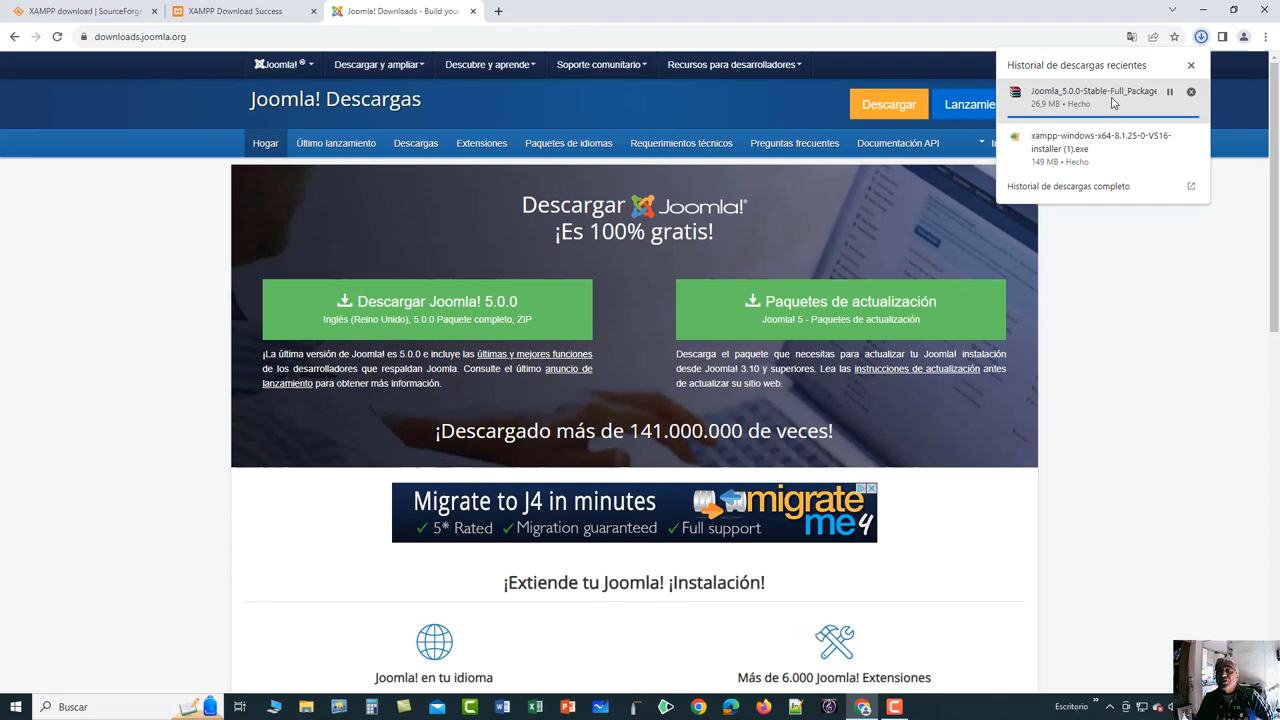 XAMPP download | SourceForge
XAMPP Download Success
Joomla! Downloads - Build your
downloads.joomla.org
Joomla! ®
Descargar y ampliar
Descubre y aprende
Soporte comunitario
Recursos para desarrolladores
Historial de descargas recientes
Joomla_5.0.0-Stable-Full_Package
26,9 MB • Hecho
xampp-windows-x64-8.1.25-0-VS16-
installer (1).exe
149 MB • Hecho
Historial de descargas completo
Joomla! Descargas
Descargar
Lanzamie
Hogar
Último lanzamiento
Descargas
Extensiones
Paquetes de idiomas
Requerimientos técnicos
Preguntas frecuentes
Documentación API
Descargar Joomla!®
¡Es 100% gratis!
Descargar Joomla! 5.0.0
Inglés (Reino Unido), 5.0.0 Paquete completo, ZIP
Paquetes de actualización
Joomla! 5 - Paquetes de actualización
¡La última versión de Joomla! es 5.0.0 e incluye las últimas y mejores funciones
de los desarrolladores que respaldan Joomla. Consulte el último anuncio de
lanzamiento para obtener más información.
Descarga el paquete que necesitas para actualizar tu Joomla! instalación
desde Joomla! 3.10 y superiores. Lea las instrucciones de actualización antes
de actualizar su sitio web.
¡Descargado más de 141.000.000 de veces!
Migrate to J4 in minutes
✓ 5* Rated ✓ Migration guaranteed ✓ Full support
migrate
me 4
¡Extiende tu Joomla! ¡Instalación!
Joomla! en tu idioma
Más de 6.000 Joomla! Extensiones
Buscar
Escritorio